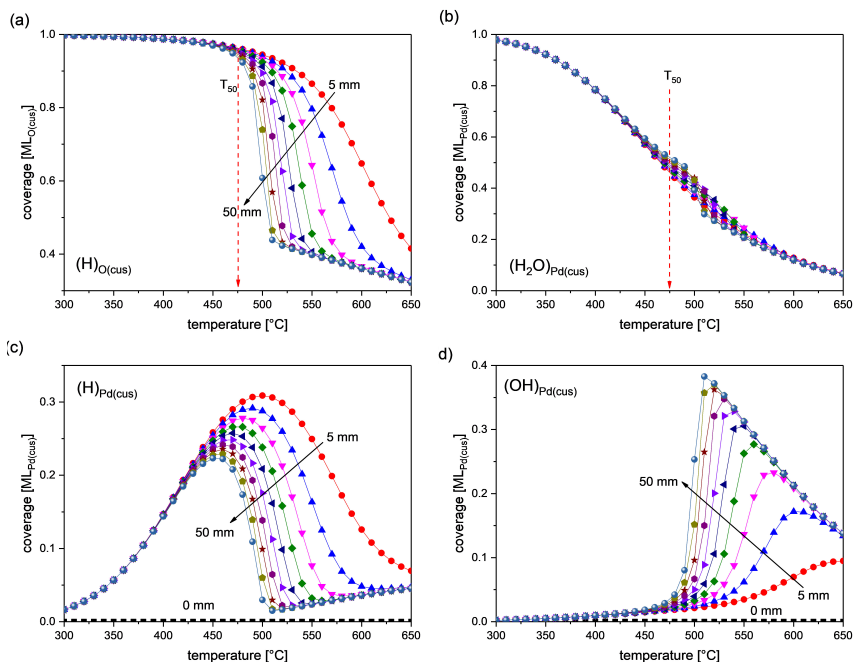 (a)
1.0
0.8
0.6
0.4
coverage [ML_O(cus)]
T50
5 mm
50 mm
(H)O(cus)
300 350 400 450 500 550 600 650
temperature [°C]
(b)
1.0
0.8
0.6
0.4
0.2
0.0
coverage [ML_Pd(cus)]
T50
(H2O)Pd(cus)
300 350 400 450 500 550 600 650
temperature [°C]
(c)
0.3
0.2
0.1
0.0
coverage [ML_Pd(cus)]
(H)Pd(cus)
5 mm
50 mm
0 mm
300 350 400 450 500 550 600 650
temperature [°C]
d)
0.4
0.3
0.2
0.1
0.0
coverage [ML_Pd(cus)]
(OH)Pd(cus)
50 mm
5 mm
0 mm
300 350 400 450 500 550 600 650
temperature [°C]